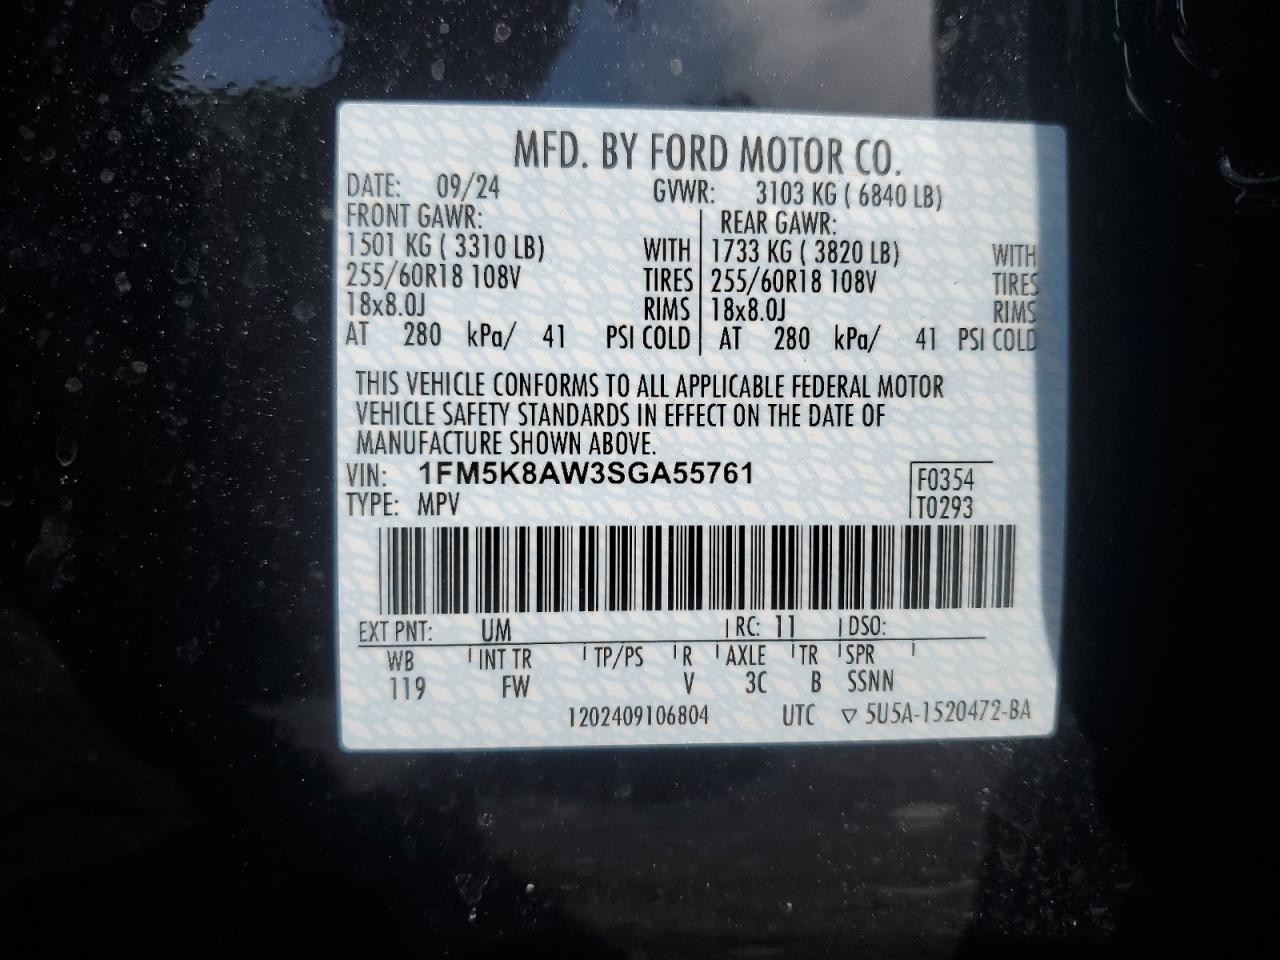 MFD. BY FORD MOTOR CO.
DATE: 09/24 GVWR: 3103 KG ( 6840 LB)
FRONT GAWR: REAR GAWR:
1501 KG ( 3310 LB) WITH 1733 KG ( 3820 LB) WITH
255/60R18 108V TIRES 255/60R18 108V TIRES
18x8.0J RIMS 18x8.0J RIMS
AT 280 kPa/ 41 PSI COLD AT 280 kPa/ 41 PSI COLD
THIS VEHICLE CONFORMS TO ALL APPLICABLE FEDERAL MOTOR
VEHICLE SAFETY STANDARDS IN EFFECT ON THE DATE OF
MANUFACTURE SHOWN ABOVE.
VIN: 1FM5K8AW3SGA55761 F0354
TYPE: MPV T0293
EXT PNT: UM RC: 11 DSO:
WB INT TR TP/PS R AXLE TR SPR
119 FW V 3C B SSNN
1202409106804 UTC ▽ 5U5A-1520472-BA